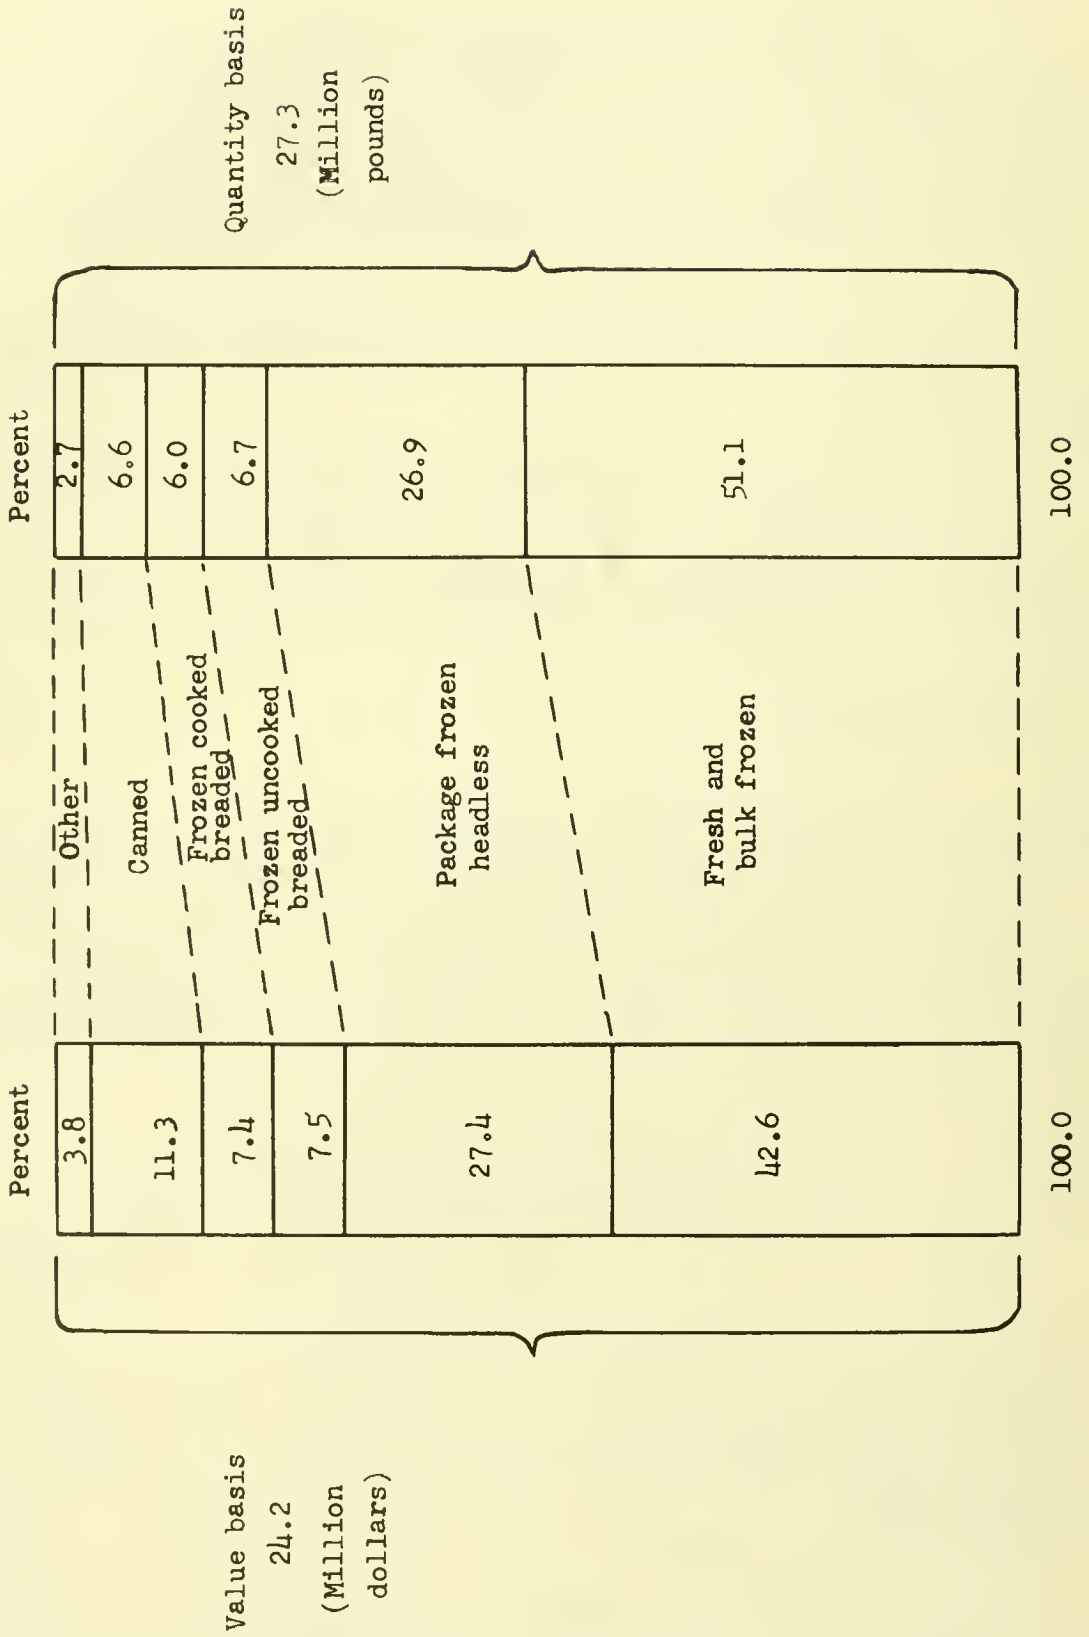 Percent
Percent
Value basis
24.2
(Million
dollars)
3.8
11.3
7.4
7.5
27.4
42.6
100.0
Other
Canned
Frozen cooked
breaded
Frozen uncooked
breaded
Package frozen
headless
Fresh and
bulk frozen
2.7
6.6
6.0
6.7
26.9
51.1
100.0
Quantity basis
27.3
(Million
pounds)